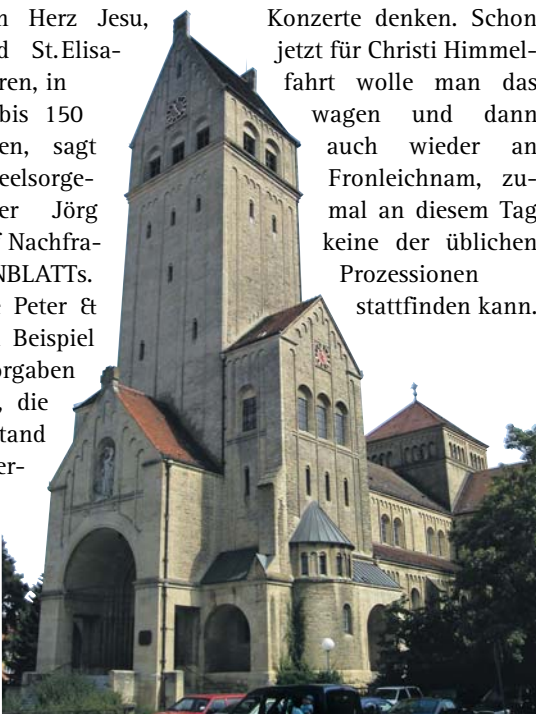 n Herz Jesu,
d St. Elisa-
ren, in
bis 150
en, sagt
eelsorge-
er Jörg
f Nachfra-
NBLATTs.
Peter &
Beispiel
orgaben
, die
tand
er-
Konzerte denken. Schon
jetzt für Christi Himmel-
fahrt wolle man das
wagen und dann
auch wieder an
Fronleichnam, zu-
mal an diesem Tag
keine der üblichen
Prozessionen
stattfinden kann.